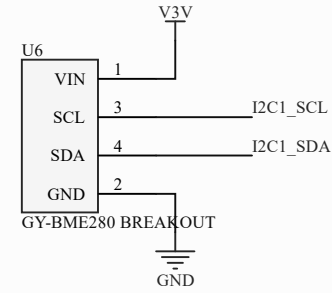 V3V
U6
VIN 1
SCL 3 I2C1_SCL
SDA 4 I2C1_SDA
GND 2
GY-BME280 BREAKOUT
GND